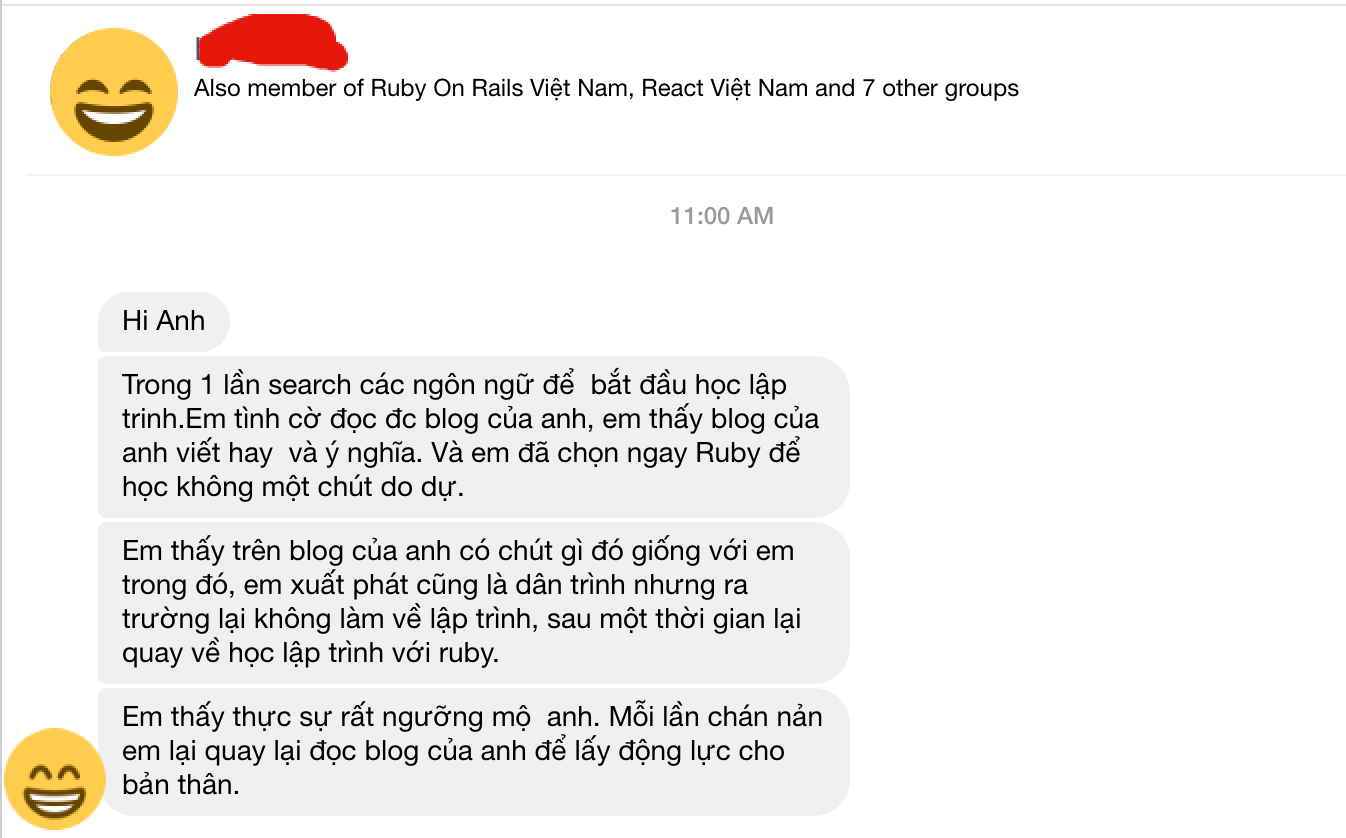 Also member of Ruby On Rails Việt Nam, React Việt Nam and 7 other groups
11:00 AM
Hi Anh
Trong 1 lần search các ngôn ngữ để  bắt đầu học lập
trinh.Em tình cờ đọc đc blog của anh, em thấy blog của
anh viết hay  và ý nghĩa. Và em đã chọn ngay Ruby để
học không một chút do dự.
Em thấy trên blog của anh có chút gì đó giống với em
trong đó, em xuất phát cũng là dân trình nhưng ra
trường lại không làm về lập trình, sau một thời gian lại
quay về học lập trình với ruby.
Em thấy thực sự rất ngưỡng mộ  anh. Mỗi lần chán nản
em lại quay lại đọc blog của anh để lấy động lực cho
bản thân.